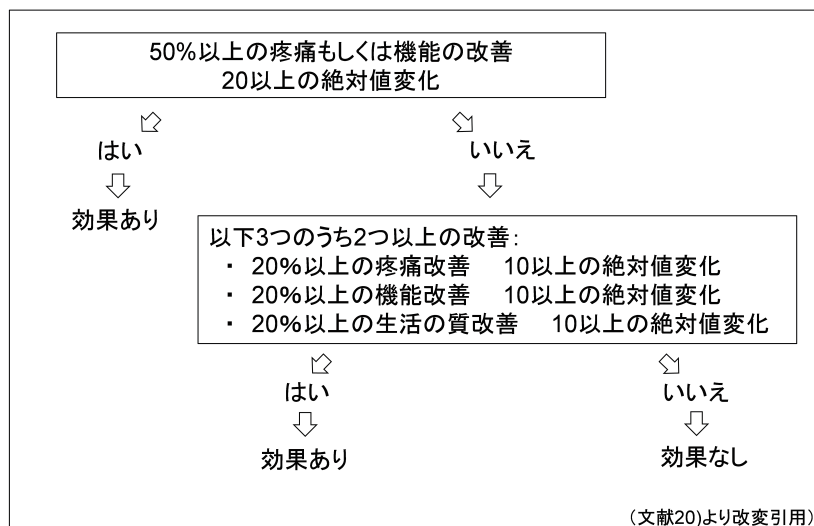 50%以上の疼痛もしくは機能の改善
20以上の絶対値変化
はい
いいえ
効果あり
以下3つのうち2つ以上の改善:
・ 20%以上の疼痛改善 10以上の絶対値変化
・ 20%以上の機能改善 10以上の絶対値変化
・ 20%以上の生活の質改善 10以上の絶対値変化
はい
いいえ
効果あり
効果なし
(文献20)より改変引用)